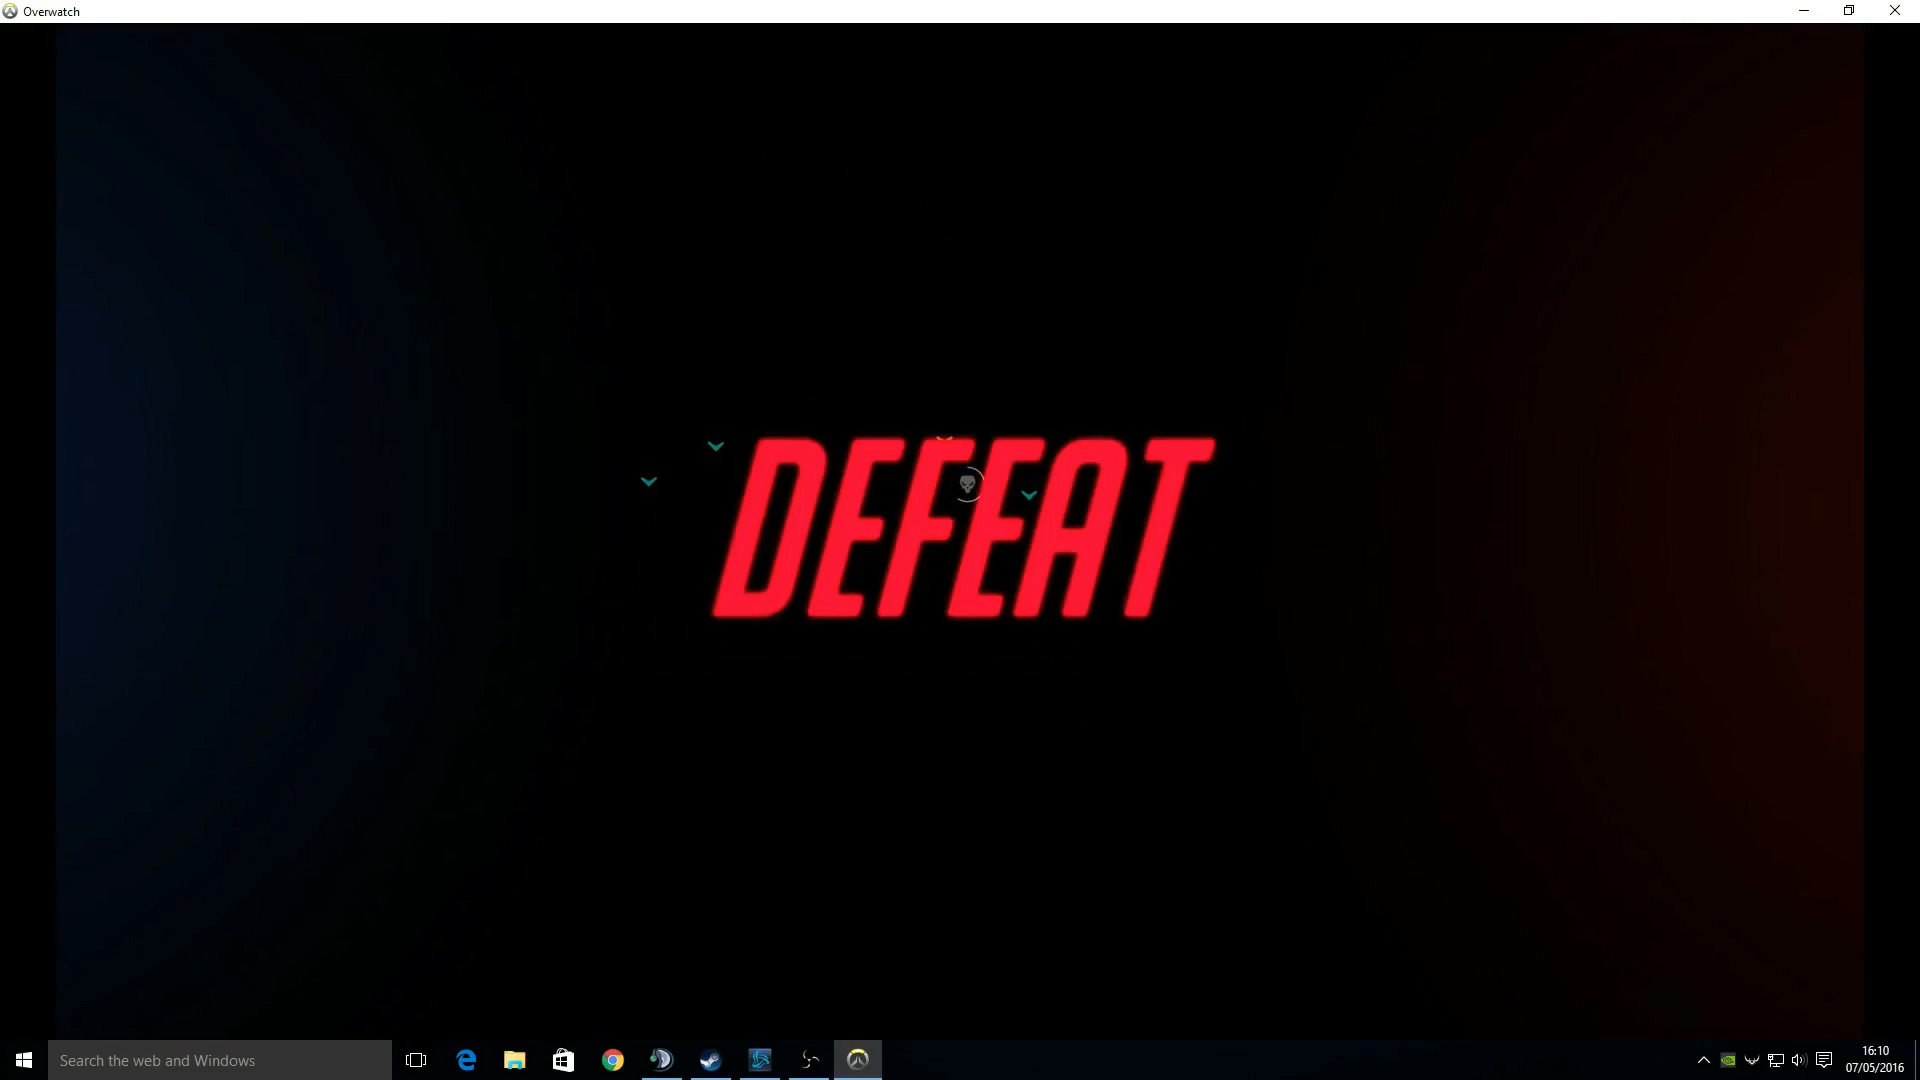 Overwatch
DEFEAT
Search the web and Windows
16:10
07/05/2016